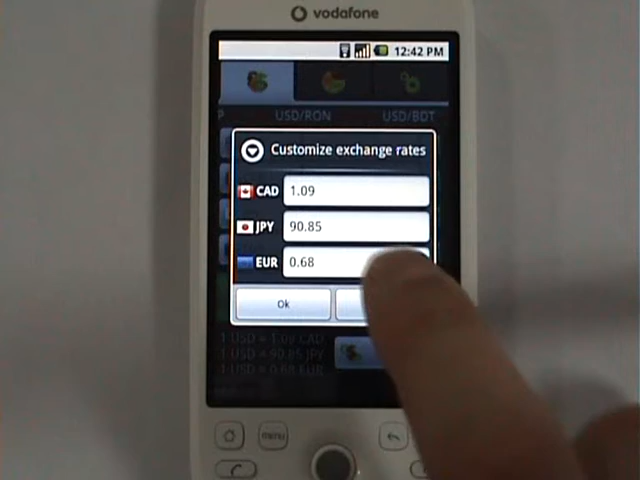 vodafone
12:42 PM
P USD/RON USD/BDT
Customize exchange rates
CAD 1.09
JPY 90.85
EUR 0.68
Ok
1 USD = 1.09 CAD
1 USD = 90.85 JPY
1 USD = 0.68 EUR
menu